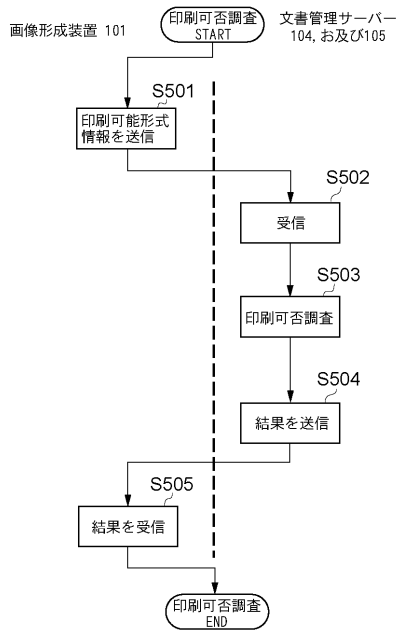 印刷可否調査
START
画像形成装置 101
文書管理サーバー
104, および105
S501
印刷可能形式
情報を送信
S502
受信
S503
印刷可否調査
S504
結果を送信
S505
結果を受信
印刷可否調査
END